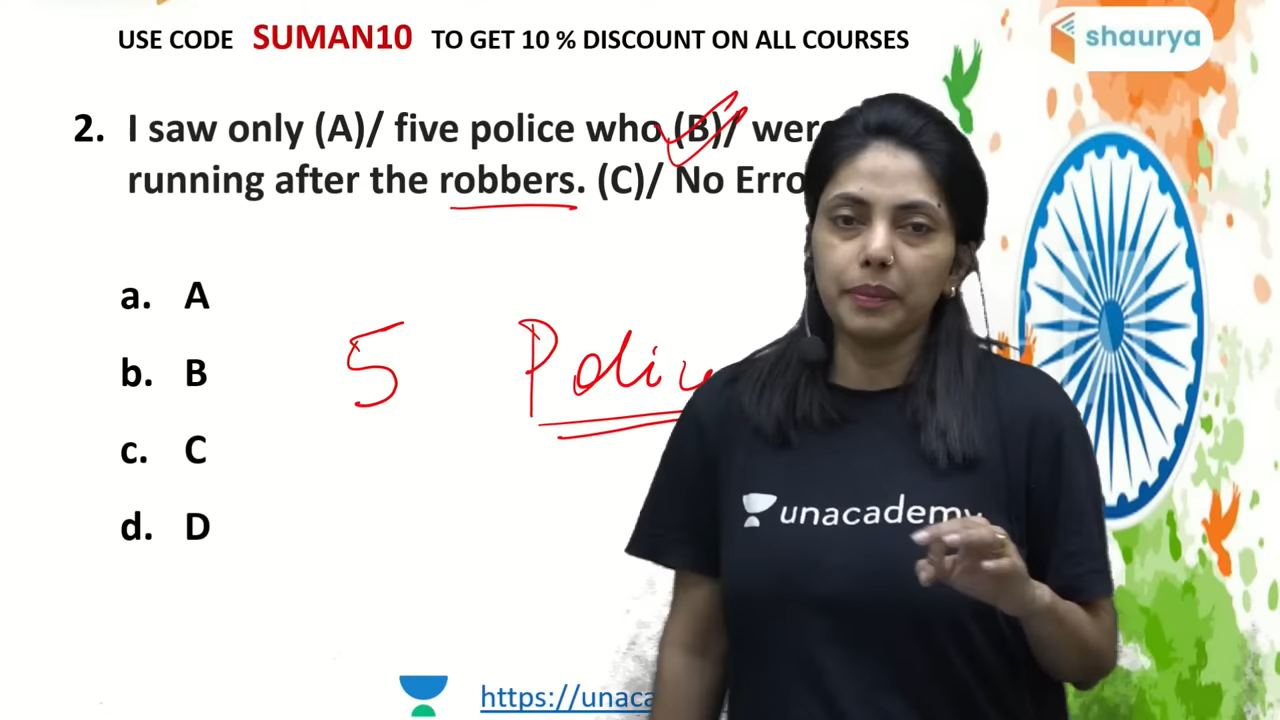 USE CODE SUMAN10 TO GET 10 % DISCOUNT ON ALL COURSES
shaurya
2. I saw only (A)/ five police who (B)/ were
running after the robbers. (C)/ No Erro
a. A
b. B
c. C
d. D
5 Police
unacademy
https://unaca